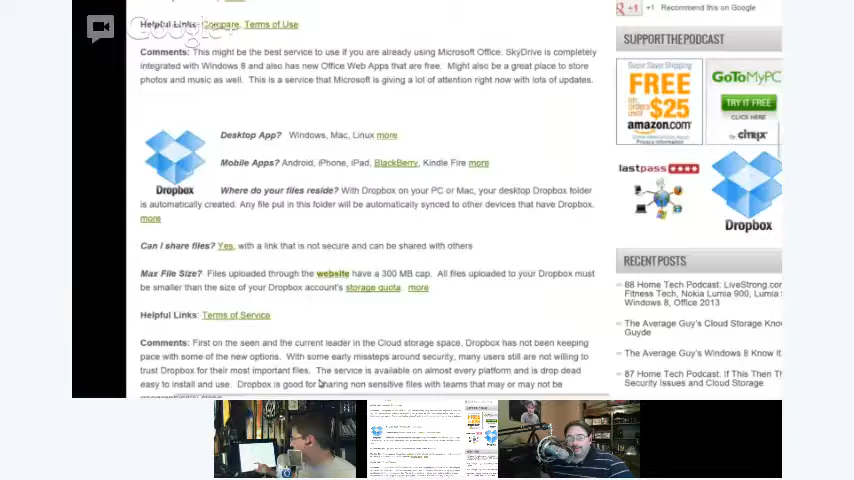 Google+
Helpful Links: Compare, Terms of Use
Comments: This might be the best service to use if you are already using Microsoft Office. SkyDrive is completely
integrated with Windows 8 and also has new Office Web Apps that are free. Might also be a great place to store
photos and music as well. This is a service that Microsoft is giving a lot of attention right now with lots of updates.
Dropbox
Desktop App? Windows, Mac, Linux more
Mobile Apps? Android, iPhone, iPad, BlackBerry, Kindle Fire more
Where do your files reside? With Dropbox on your PC or Mac, your desktop Dropbox folder
is automatically created. Any file put in this folder will be automatically synced to other devices that have Dropbox.
more
Can I share files? Yes, with a link that is not secure and can be shared with others
Max File Size? Files uploaded through the website have a 300 MB cap. All files uploaded to your Dropbox must
be smaller than the size of your Dropbox account's storage quota. more
Helpful Links: Terms of Service
Comments: First on the seen and the current leader in the Cloud storage space, Dropbox has not been keeping
pace with some of the new options. With some early missteps around security, many users still are not willing to
trust Dropbox for their most important files. The service is available on almost every platform and is drop dead
easy to install and use. Dropbox is good for sharing non sensitive files with teams that may or may not be
g +1 +1 Recommend this on Google
SUPPORT THE PODCAST
Super Saver Shipping
FREE
on orders over
$25
amazon.com
Privacy Information
GoToMyPC
TRY IT FREE
CLICK HERE
by citrix
lastpass ****
Dropbox
RECENT POSTS
88 Home Tech Podcast: LiveStrong.com
Fitness Tech, Nokia Lumia 900, Lumia
Windows 8, Office 2013
The Average Guy's Cloud Storage Know
Guyde
The Average Guy's Windows 8 Know it
87 Home Tech Podcast: If This Then Th
Security Issues and Cloud Storage